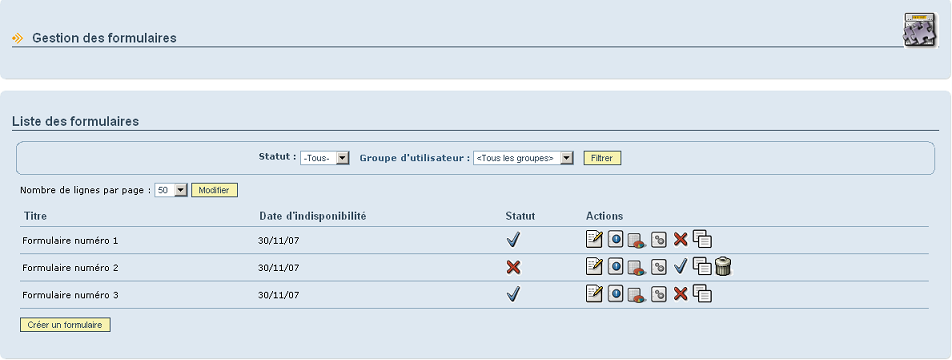 Gestion des formulaires
Liste des formulaires
Statut : -Tous- Groupe d'utilisateur : <Tous les groupes> Filtrer
Nombre de lignes par page : 50 Modifier
Titre Date d'indisponibilité Statut Actions
Formulaire numéro 1 30/11/07
Formulaire numéro 2 30/11/07
Formulaire numéro 3 30/11/07
Créer un formulaire